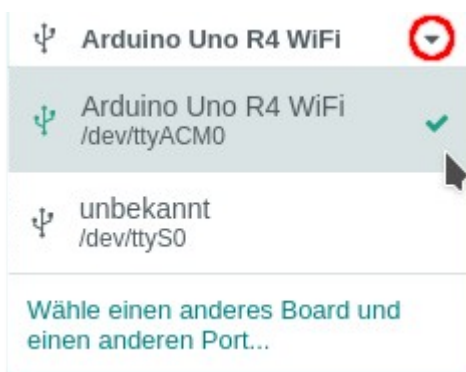 Arduino Uno R4 WiFi
Arduino Uno R4 WiFi
/dev/ttyACM0
unbekannt
/dev/ttyS0
Wähle einen anderes Board und
einen anderen Port...